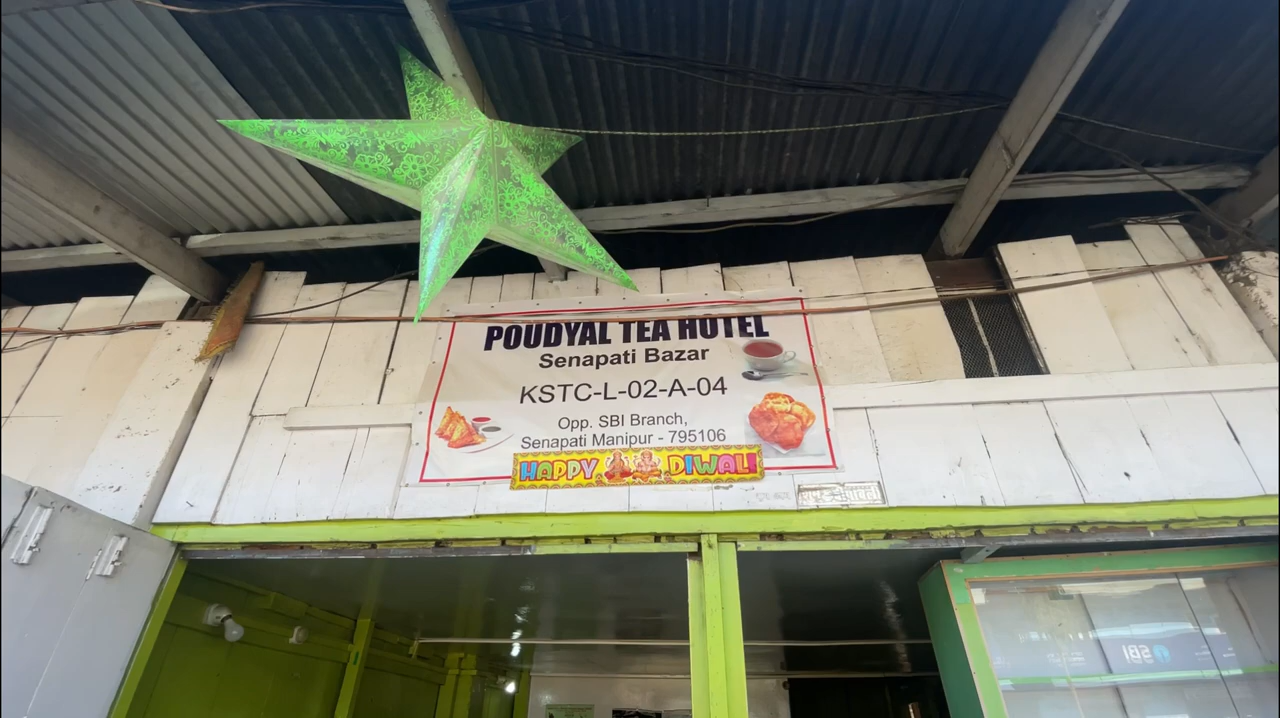 POUDYAL TEA HOTEL
Senapati Bazar
KSTC-L-02-A-04
Opp. SBI Branch,
Senapati Manipur - 795106
HAPPY DIWALI
SBI